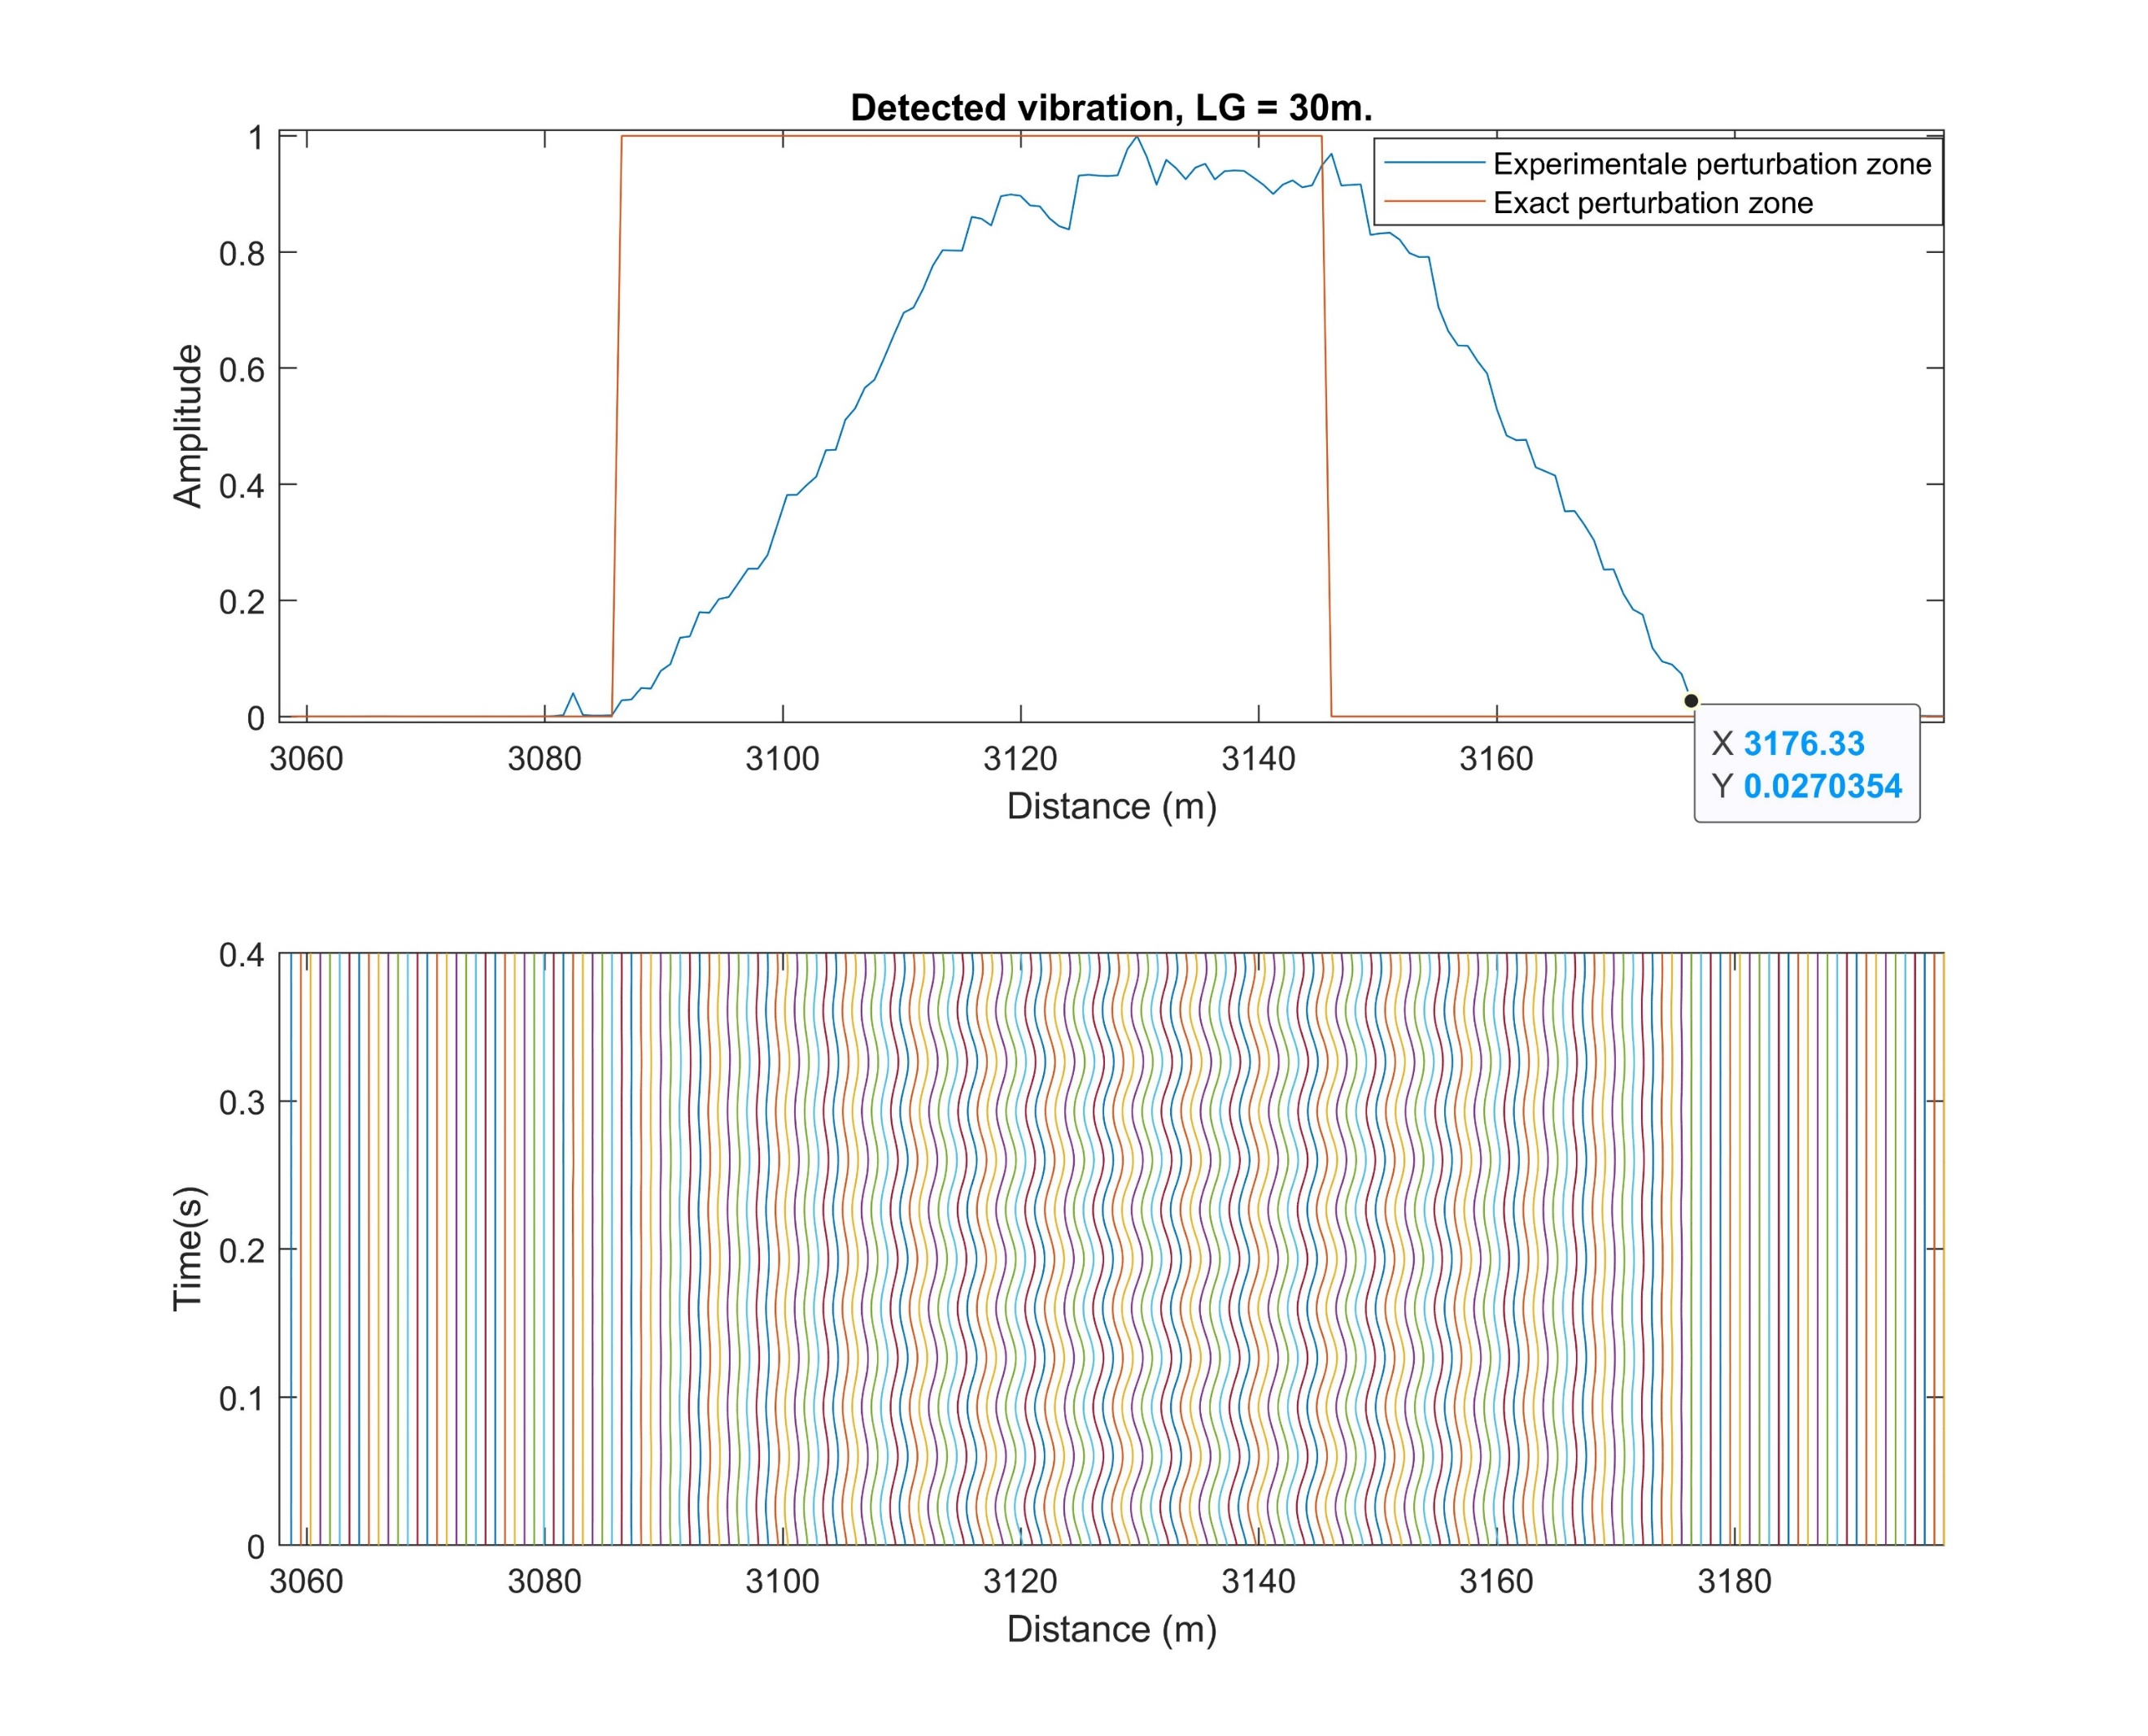 Detected vibration, LG = 30m.
Experimentale perturbation zone
Exact perturbation zone
1
0.8
0.6
0.4
0.2
0
Amplitude
3060 3080 3100 3120 3140 3160
Distance (m)
X 3176.33
Y 0.0270354
0.4
0.3
0.2
0.1
0
Time(s)
3060 3080 3100 3120 3140 3160 3180
Distance (m)